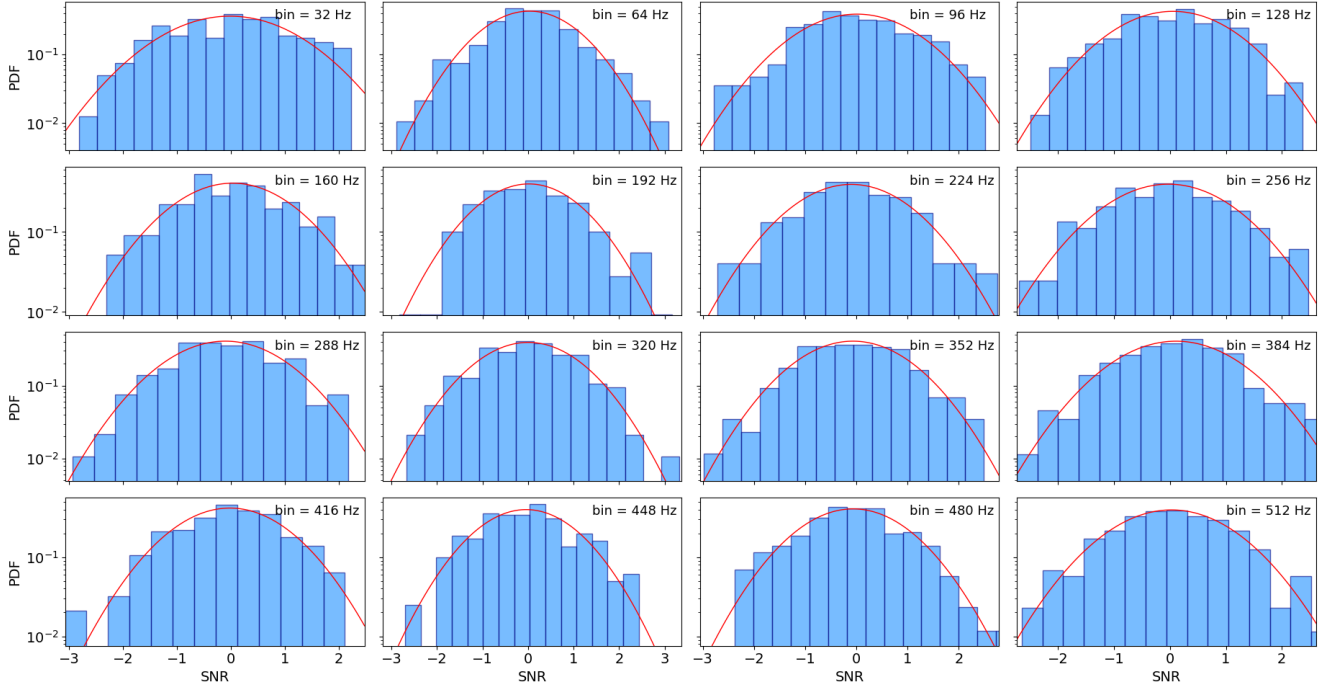 bin = 32 Hz
bin = 64 Hz
bin = 96 Hz
bin = 128 Hz
PDF
10⁻¹
10⁻²
bin = 160 Hz
bin = 192 Hz
bin = 224 Hz
bin = 256 Hz
PDF
10⁻¹
10⁻²
bin = 288 Hz
bin = 320 Hz
bin = 352 Hz
bin = 384 Hz
PDF
10⁻¹
10⁻²
bin = 416 Hz
bin = 448 Hz
bin = 480 Hz
bin = 512 Hz
PDF
10⁻¹
10⁻²
−3 −2 −1 0 1 2
−3 −2 −1 0 1 2 3
−3 −2 −1 0 1 2
−2 −1 0 1 2
SNR
SNR
SNR
SNR